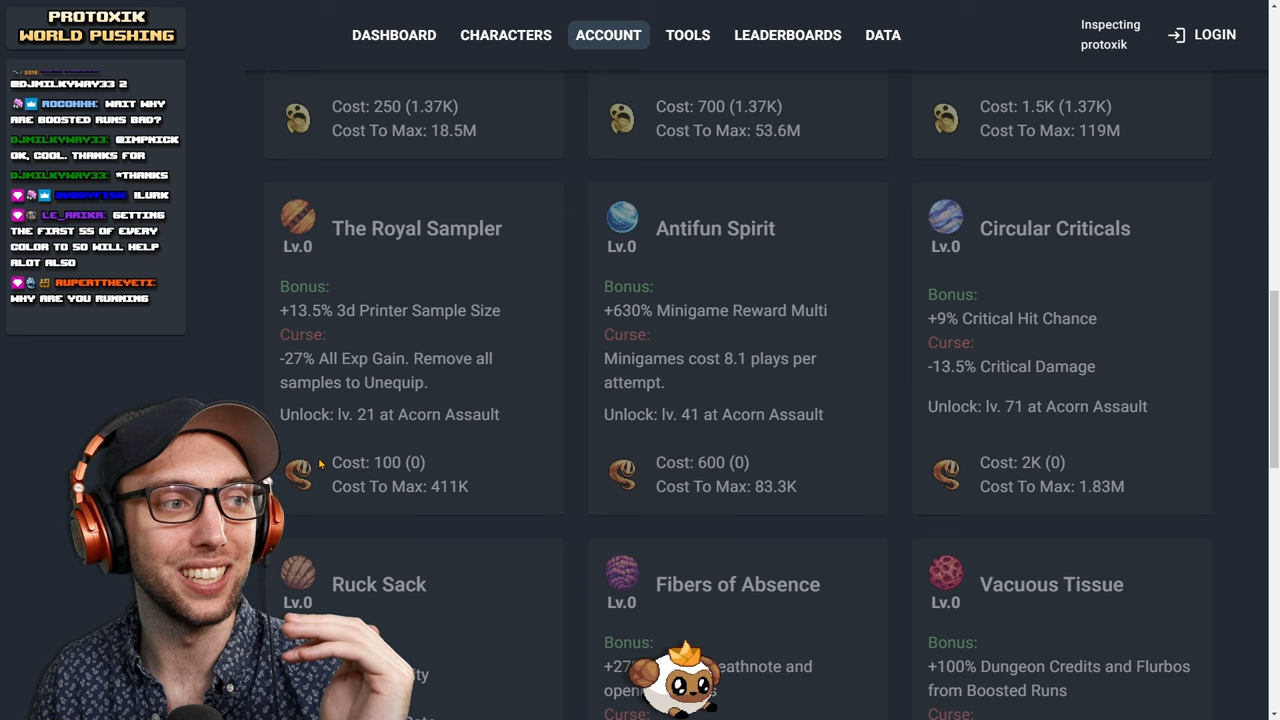 PROTOXIK
WORLD PUSHING
DASHBOARD
CHARACTERS
ACCOUNT
TOOLS
LEADERBOARDS
DATA
Inspecting
protoxik
LOGIN
@DJMILKYWAY33 2
ROCOHHK: WAIT WHY
ARE BOOSTED RUNS BAD?
DJMILKYWAY33: @IMPNICK
OK, COOL. THANKS FOR
DJMILKYWAY33: *THANKS
!LURK
LE_ARIKA: GETTING
THE FIRST 5S OF EVERY
COLOR TO 50 WILL HELP
ALOT ALSO
RUPERTTHEYETI:
WHY ARE YOU RUNNING
Cost: 250 (1.37K)
Cost To Max: 18.5M
Cost: 700 (1.37K)
Cost To Max: 53.6M
Cost: 1.5K (1.37K)
Cost To Max: 119M
The Royal Sampler
Lv.0
Bonus:
+13.5% 3d Printer Sample Size
Curse:
-27% All Exp Gain. Remove all
samples to Unequip.
Unlock: lv. 21 at Acorn Assault
Cost: 100 (0)
Cost To Max: 411K
Antifun Spirit
Lv.0
Bonus:
+630% Minigame Reward Multi
Curse:
Minigames cost 8.1 plays per
attempt.
Unlock: lv. 41 at Acorn Assault
Cost: 600 (0)
Cost To Max: 83.3K
Circular Criticals
Lv.0
Bonus:
+9% Critical Hit Chance
Curse:
-13.5% Critical Damage
Unlock: lv. 71 at Acorn Assault
Cost: 2K (0)
Cost To Max: 1.83M
Ruck Sack
Lv.0
Fibers of Absence
Lv.0
Bonus:
and
Curse:
Vacuous Tissue
Lv.0
Bonus:
+100% Dungeon Credits and Flurbos
from Boosted Runs
Curse: